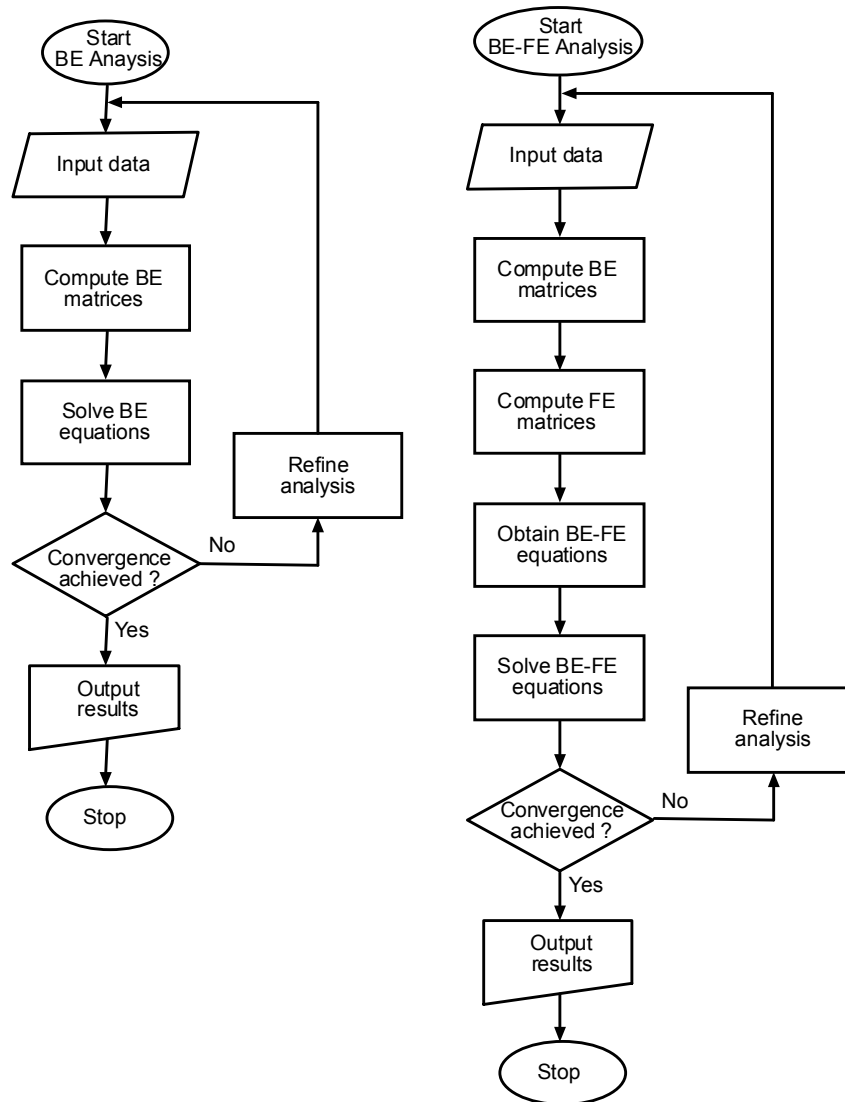 Start
BE Anaysis
Input data
Compute BE
matrices
Solve BE
equations
Refine
analysis
Convergence
achieved ?
No
Yes
Output
results
Stop
Start
BE-FE Analysis
Input data
Compute BE
matrices
Compute FE
matrices
Obtain BE-FE
equations
Solve BE-FE
equations
Refine
analysis
Convergence
achieved ?
No
Yes
Output
results
Stop